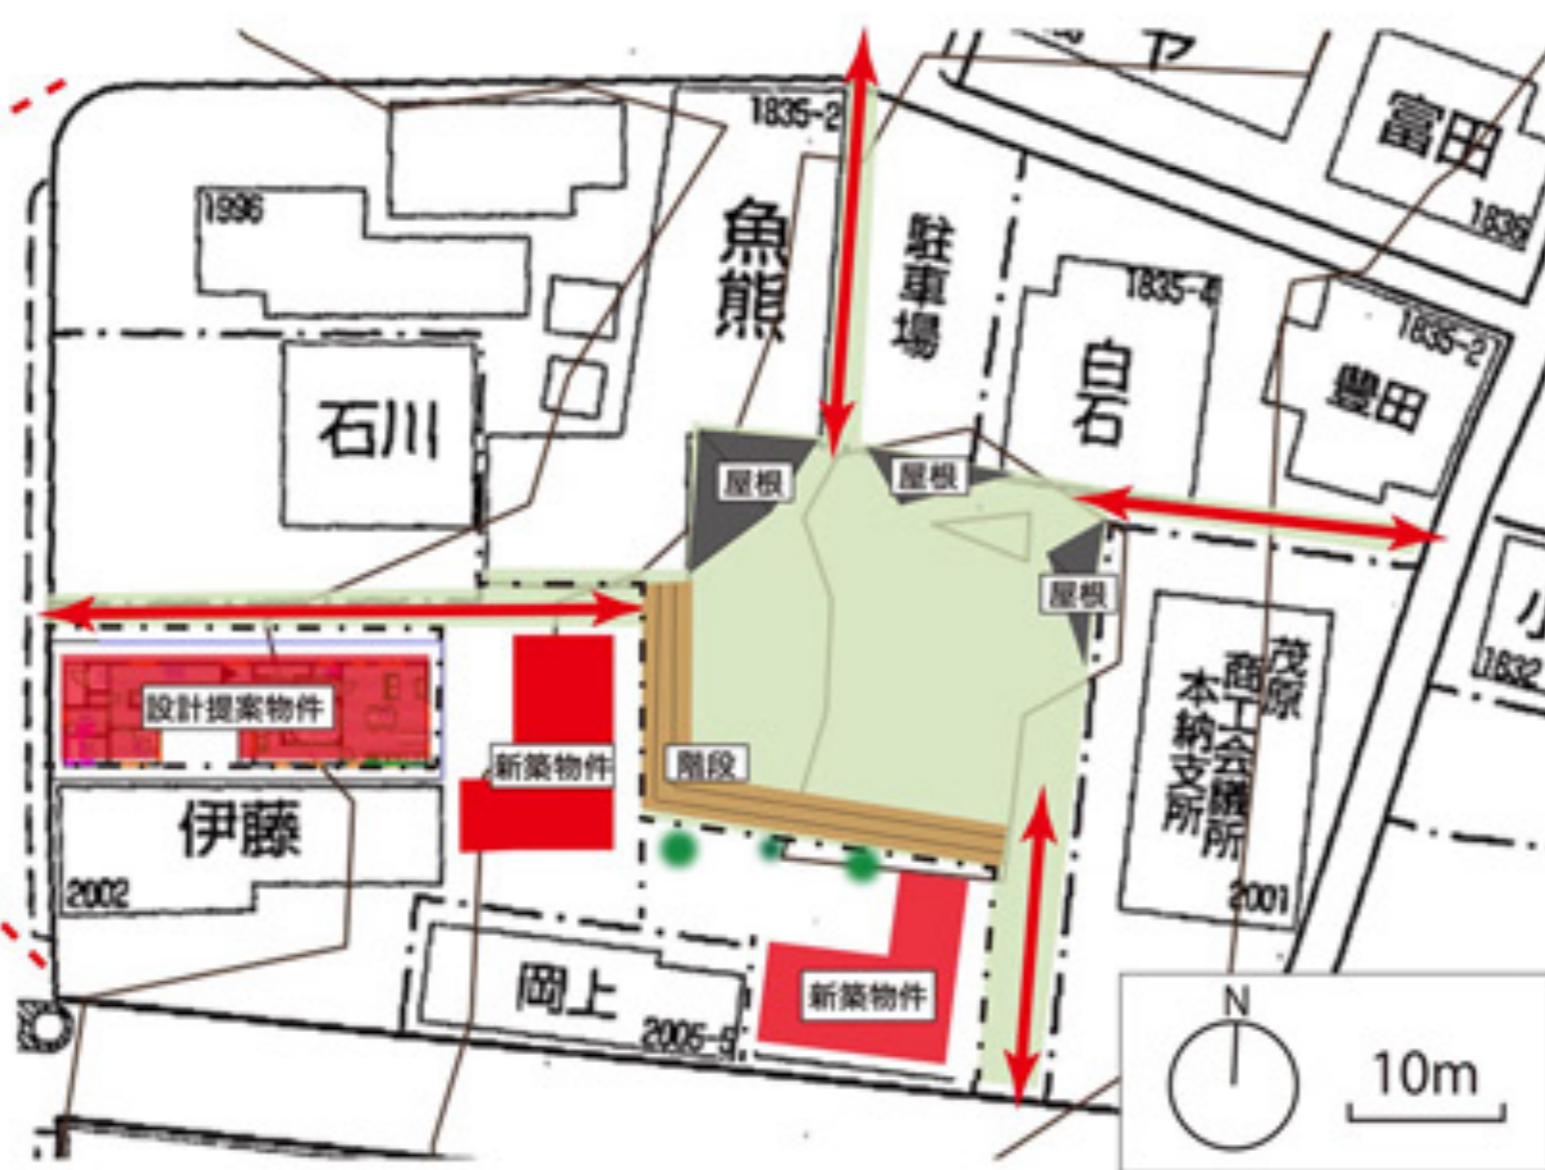 ヤ
富田
1836
1835-2
1996
魚熊
駐車場
1835-4
白石
1835-2
豊田
石川
屋根
屋根
屋根
小
1832
設計提案物件
新築物件
階段
茂原
商工会議所
本納支所
2001
伊藤
2002
岡上
2005-5
新築物件
N
10m